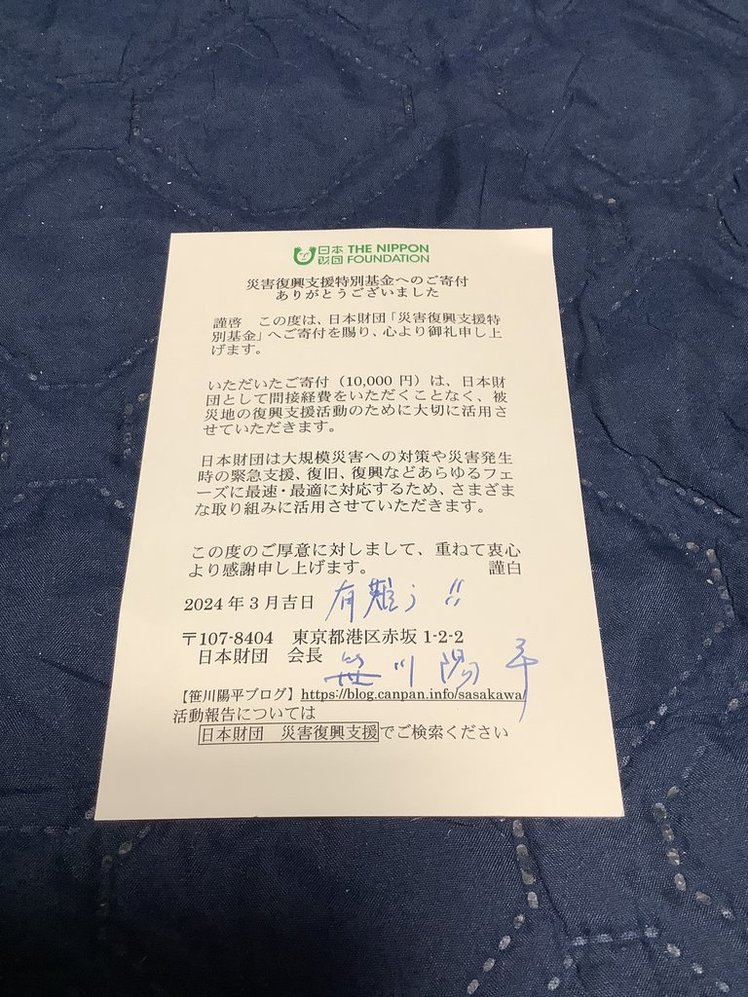 日本財団 THE NIPPON FOUNDATION
災害復興支援特別基金へのご寄付
ありがとうございました
謹啓　この度は、日本財団「災害復興支援特
別基金」へご寄付を賜り、心より御礼申し上
げます。
いただいたご寄付（10,000 円）は、日本財
団として間接経費をいただくことなく、被
災地の復興支援活動のために大切に活用さ
せていただきます。
日本財団は大規模災害への対策や災害発生
時の緊急支援、復旧、復興などあらゆるフェ
ーズに最速・最適に対応するため、さまざま
な取り組みに活用させていただきます。
この度のご厚意に対しまして、重ねて衷心
より感謝申し上げます。　謹白
2024 年 3 月吉日　有難う!!
〒107-8404　東京都港区赤坂 1-2-2
日本財団　会長　笹川陽平
【笹川陽平ブログ】https://blog.canpan.info/sasakawa/
活動報告については
日本財団　災害復興支援でご検索ください